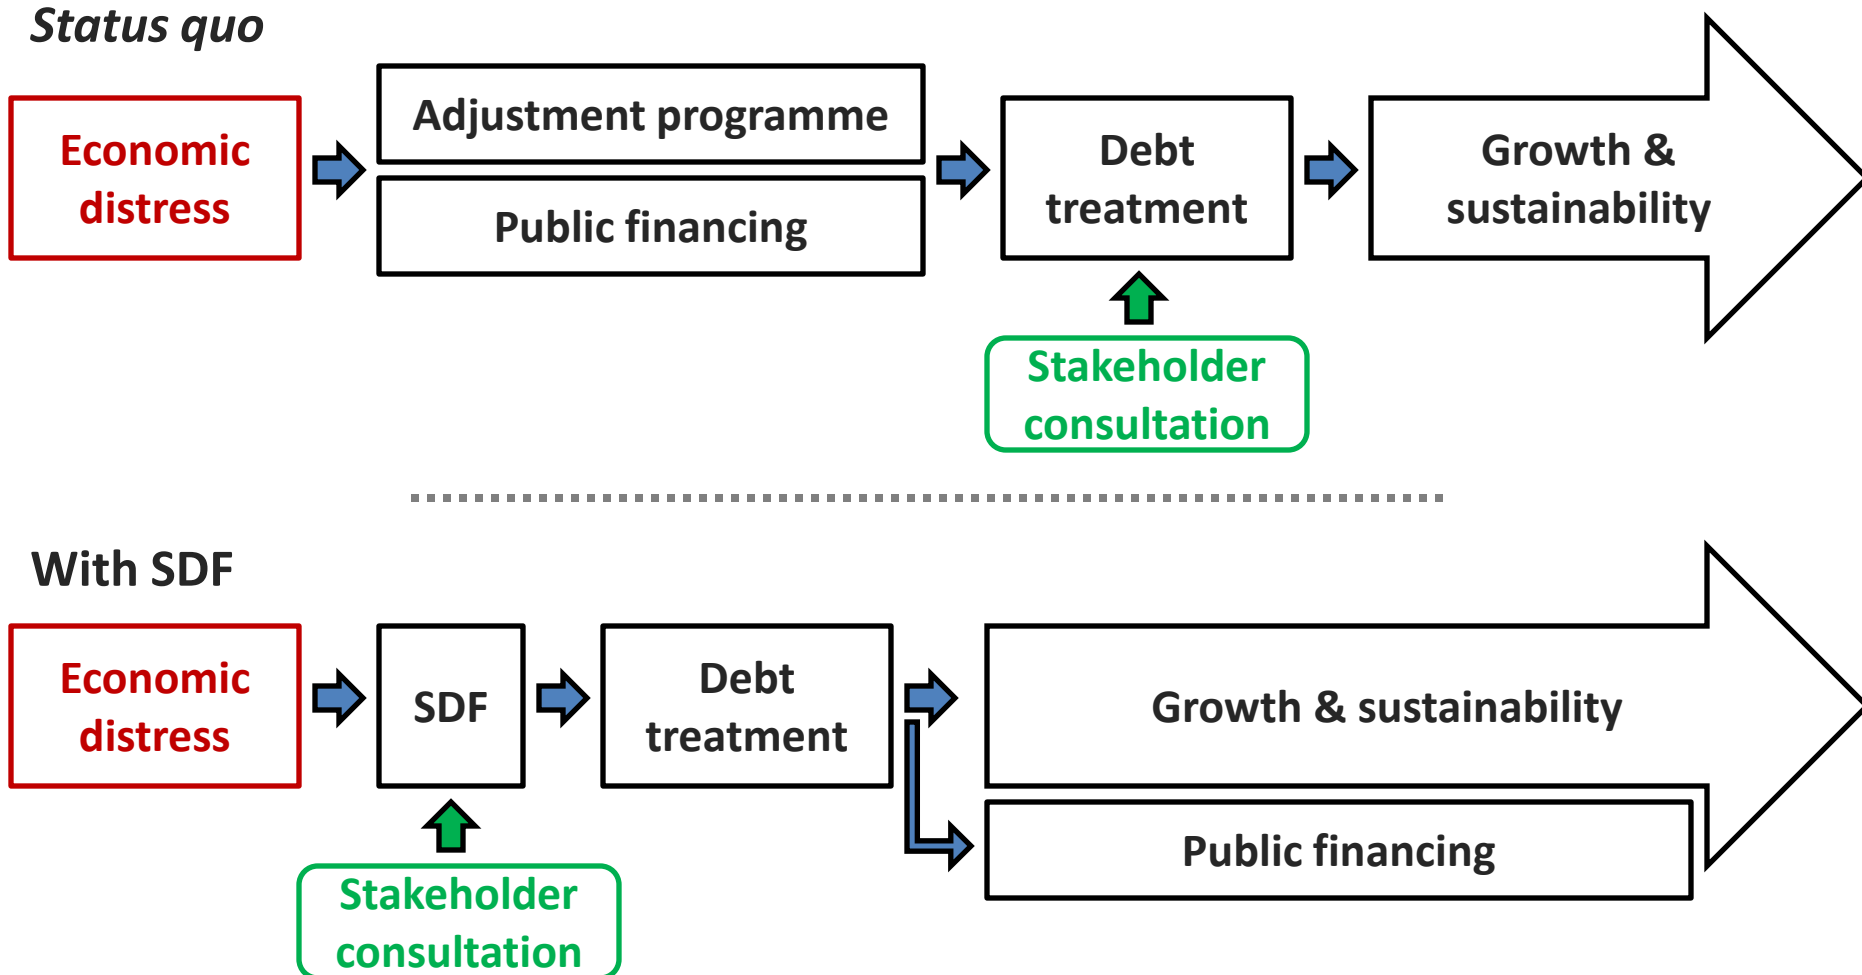 Status quo
Economic
distress
Adjustment programme
Public financing
Debt
treatment
Growth &
sustainability
Stakeholder
consultation
With SDF
Economic
distress
SDF
Debt
treatment
Growth & sustainability
Public financing
Stakeholder
consultation